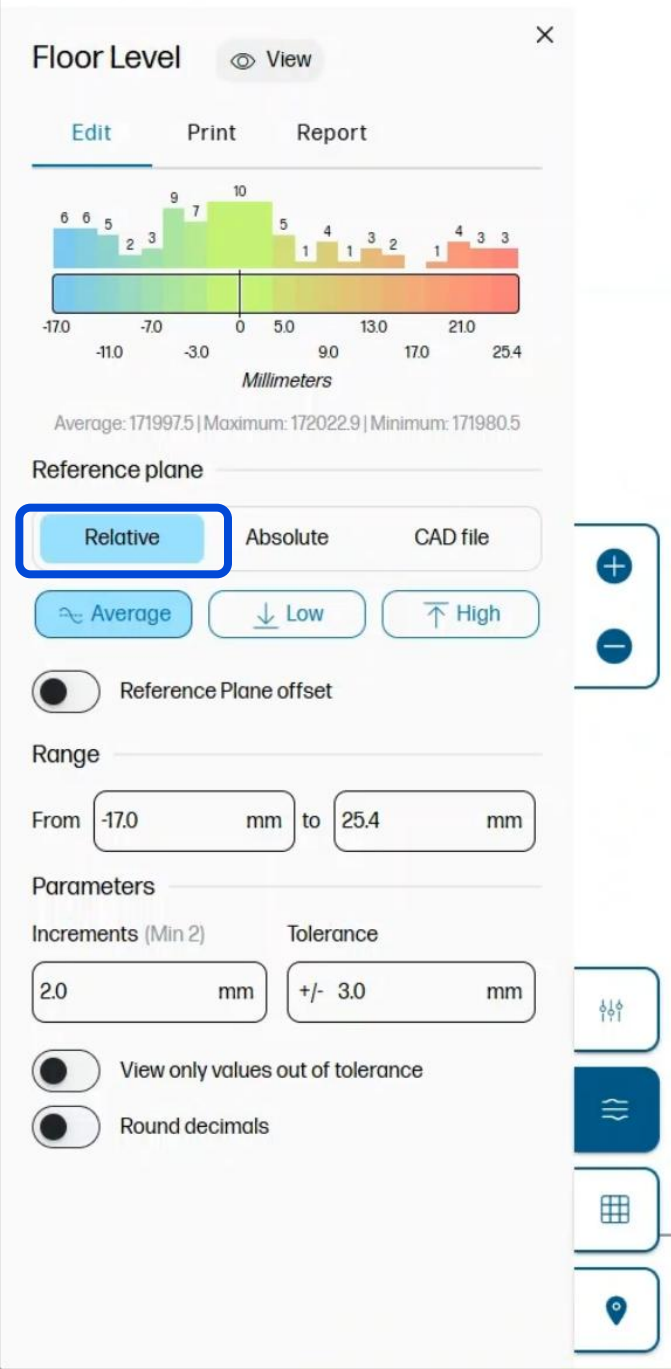 Floor Level
View
Edit Print Report
6 6 5 2 3 9 7 10 5 1 4 1 3 2 1 4 3 3
-17.0 -7.0 0 5.0 13.0 21.0
-11.0 -3.0 9.0 17.0 25.4
Millimeters
Average: 171997.5 | Maximum: 172022.9 | Minimum: 171980.5
Reference plane
Relative Absolute CAD file
Average Low High
Reference Plane offset
Range
From -17.0 mm to 25.4 mm
Parameters
Increments (Min 2) Tolerance
2.0 mm +/- 3.0 mm
View only values out of tolerance
Round decimals